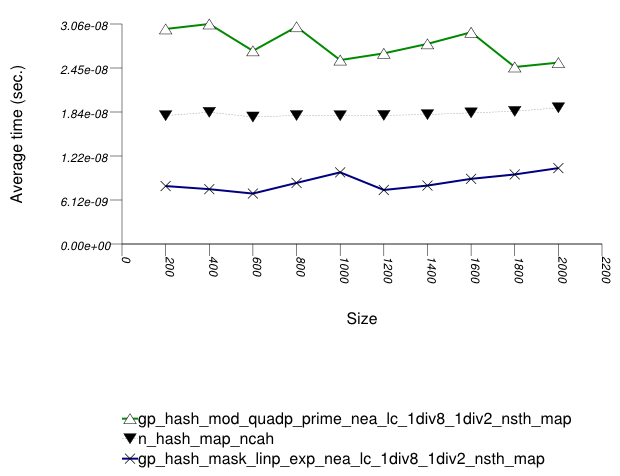 3.06e-08
2.45e-08
1.84e-08
1.22e-08
6.12e-09
0.00e+00
Average time (sec.)
0 200 400 600 800 1000 1200 1400 1600 1800 2000 2200
Size
gp_hash_mod_quadp_prime_nea_lc_1div8_1div2_nsth_map
n_hash_map_ncah
gp_hash_mask_linp_exp_nea_lc_1div8_1div2_nsth_map